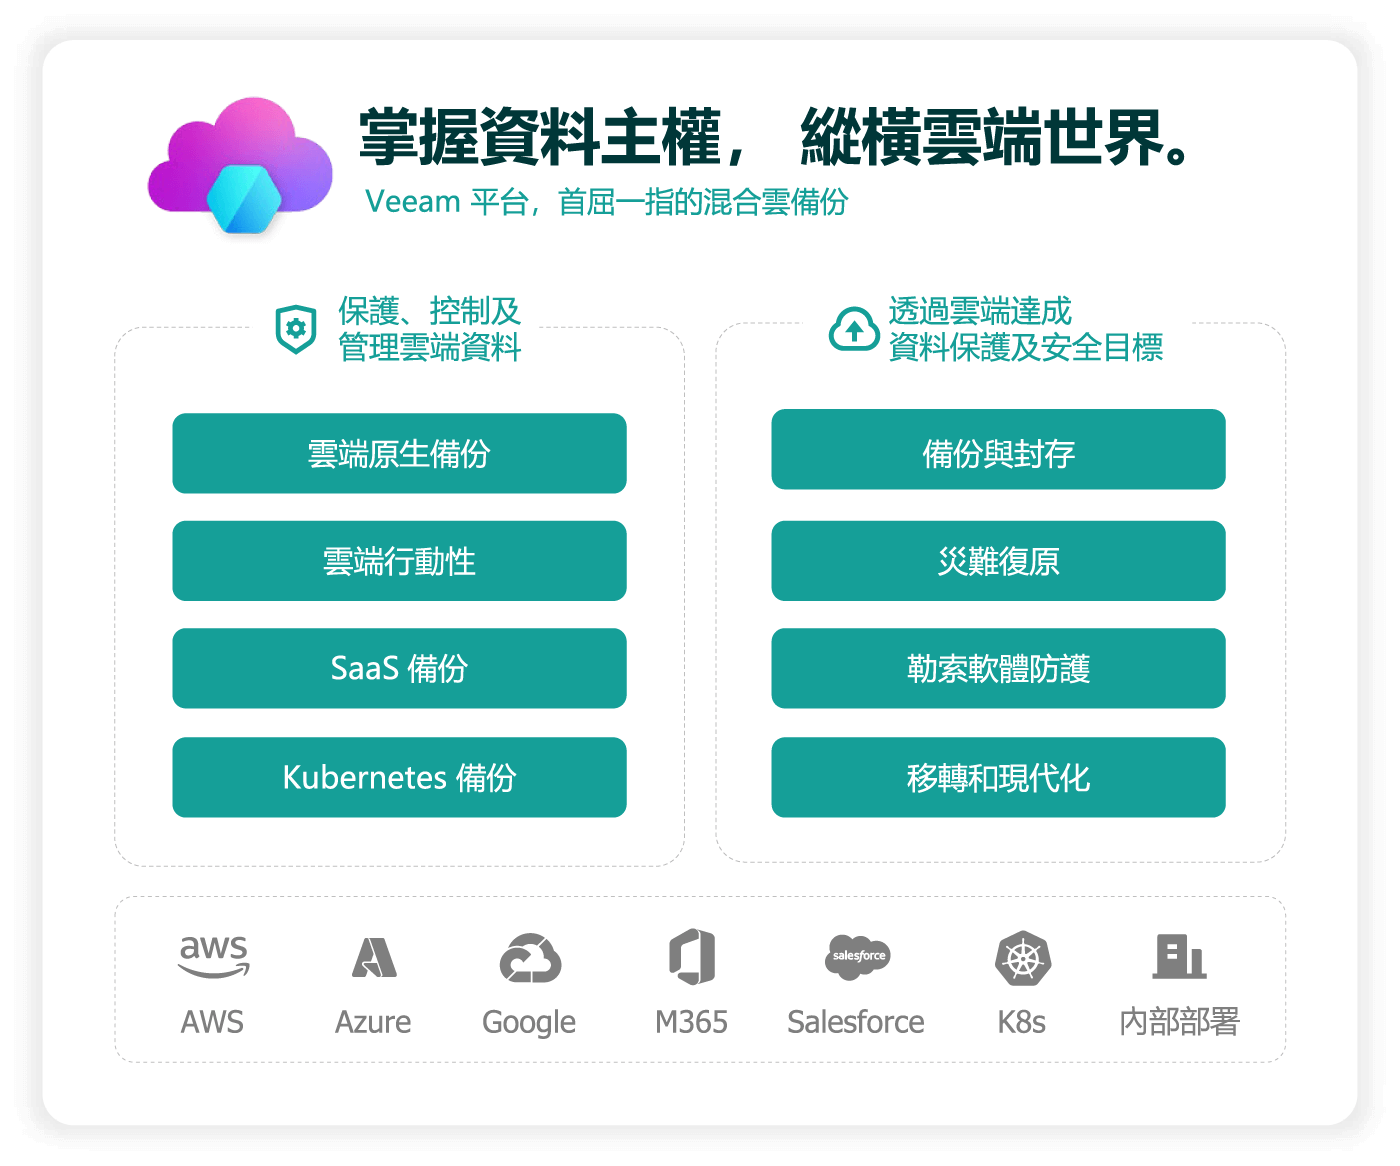 掌握資料主權， 縱橫雲端世界。
Veeam 平台，首屈一指的混合雲備份
保護、控制及
管理雲端資料
雲端原生備份
雲端行動性
SaaS 備份
Kubernetes 備份
透過雲端達成
資料保護及安全目標
備份與封存
災難復原
勒索軟體防護
移轉和現代化
aws
salesforce
AWS
Azure
Google
M365
Salesforce
K8s
內部部署